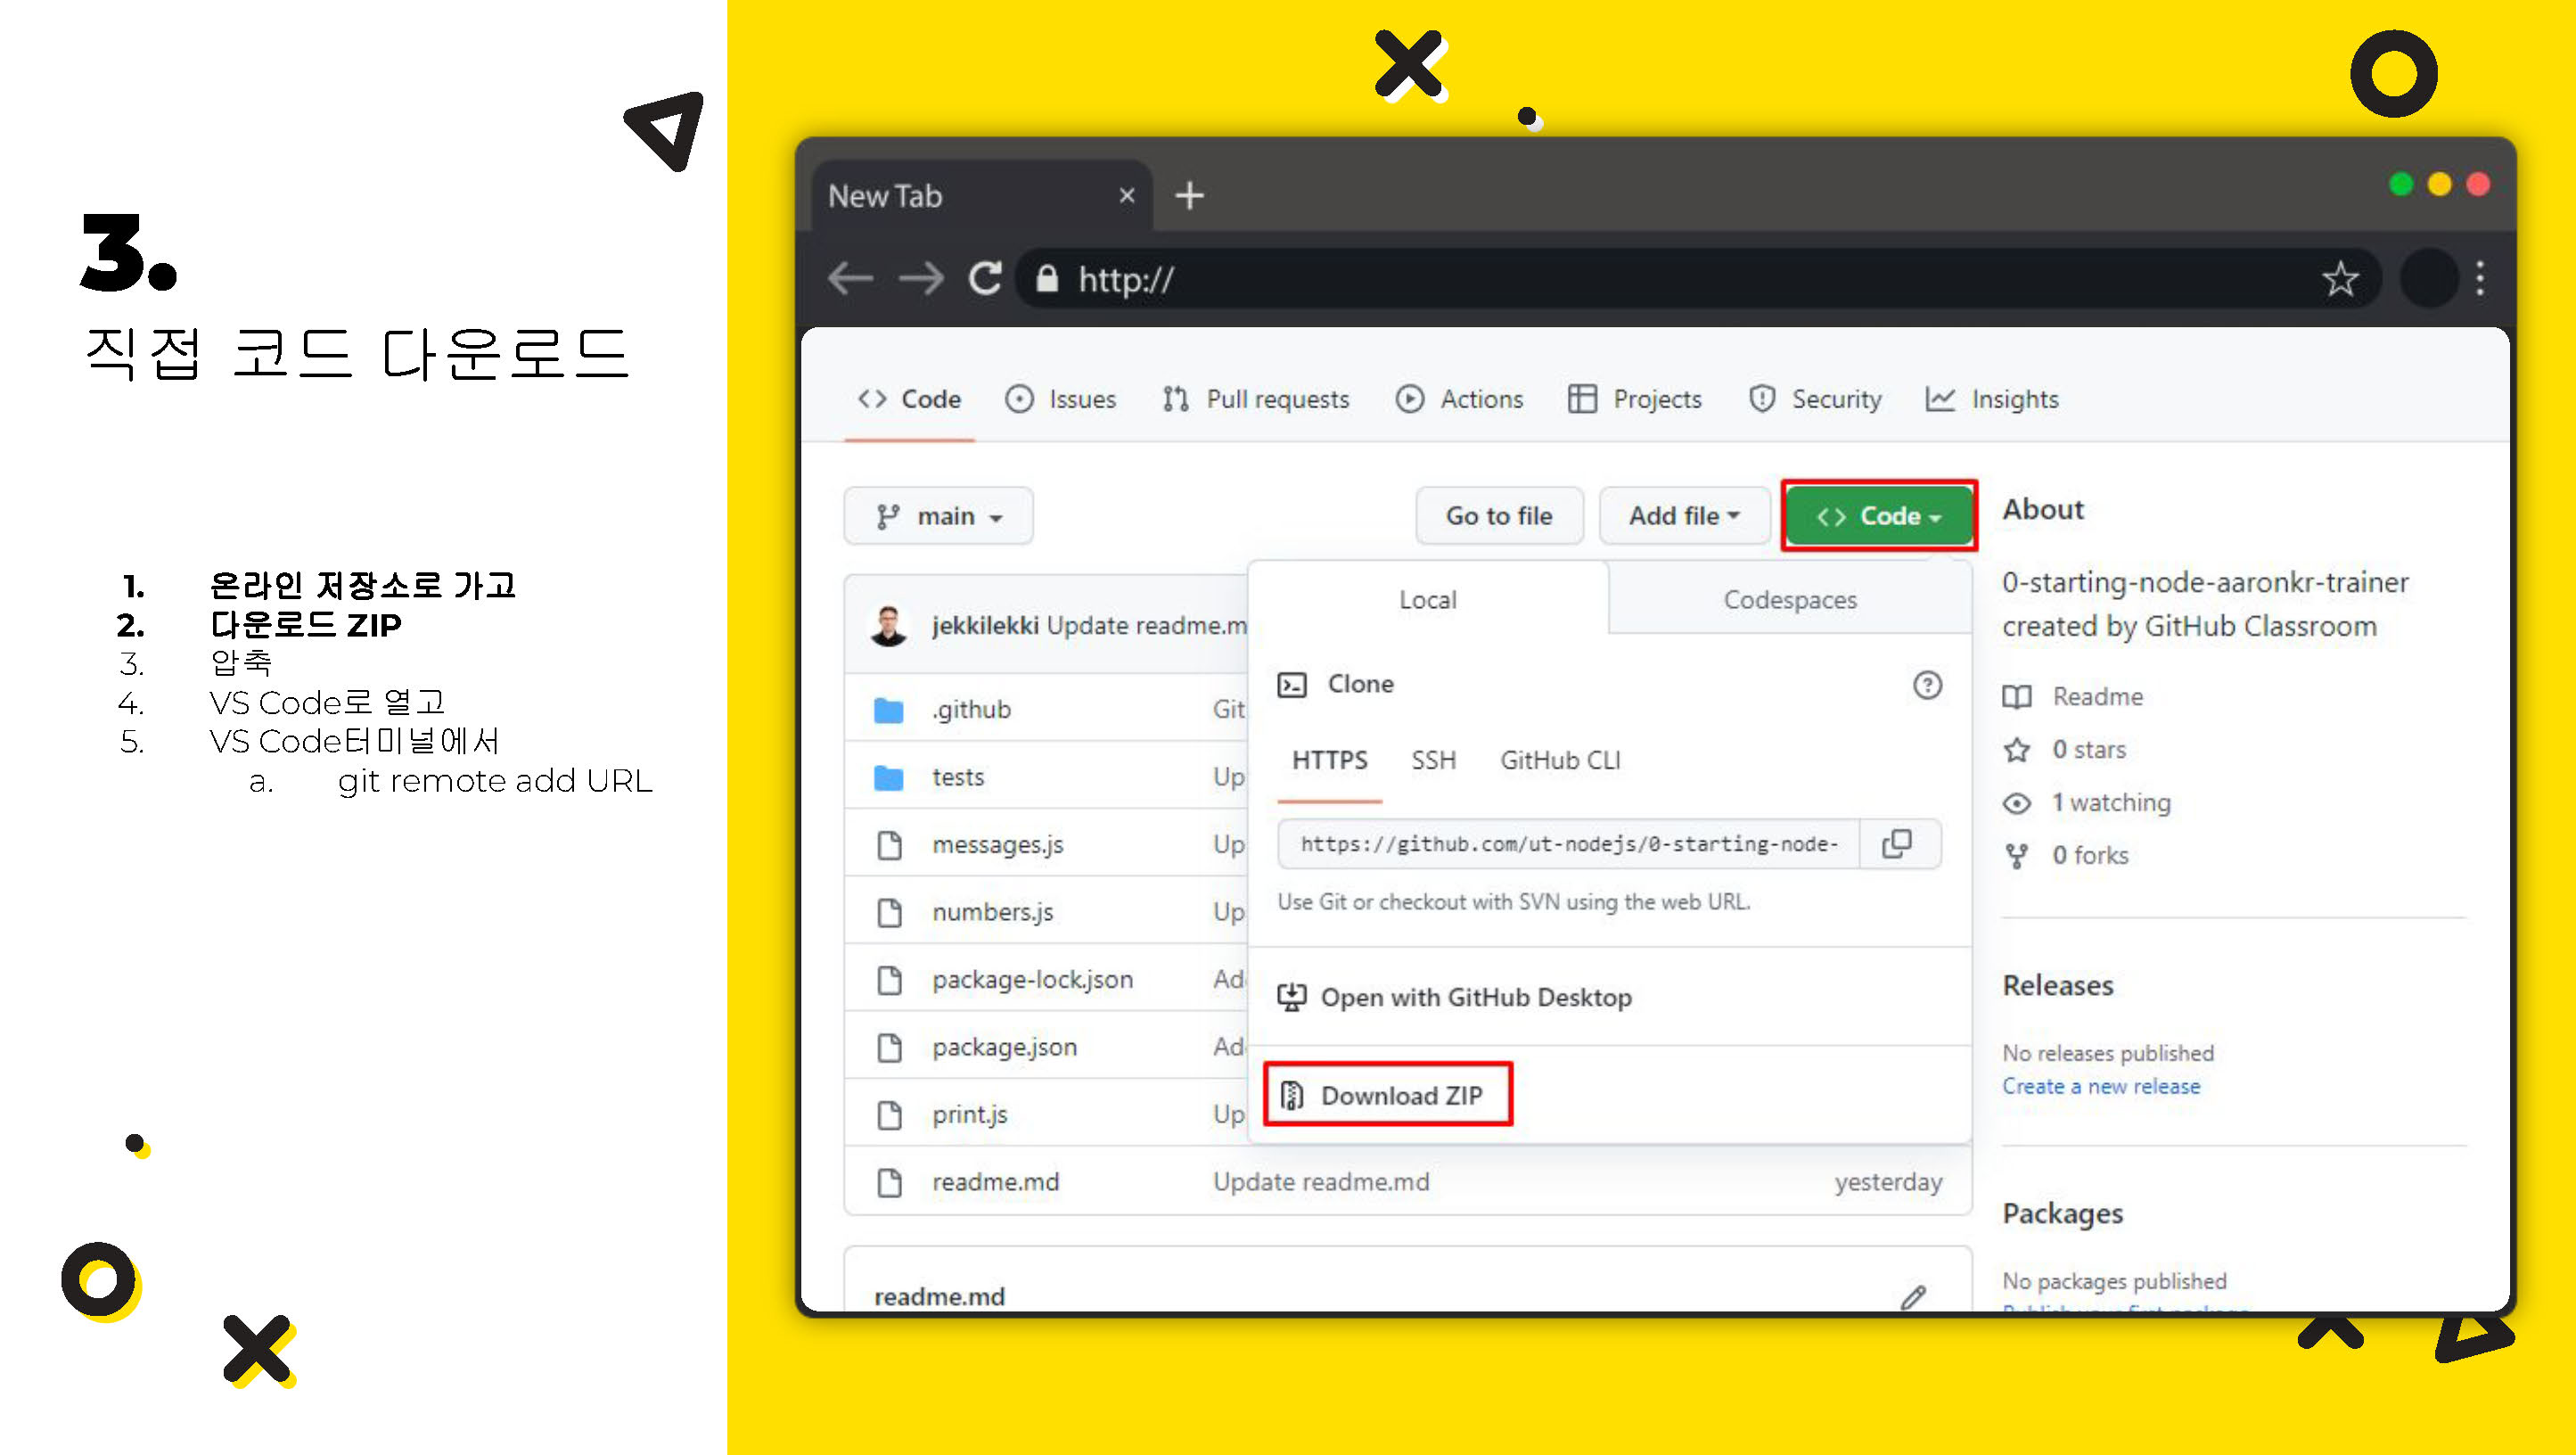 3.
직접 코드 다운로드
1. 온라인 저장소로 가고
2. 다운로드 ZIP
3. 압축
4. VS Code로 열고
5. VS Code터미널에서
a. git remote add URL
New Tab
http://
Code Issues Pull requests Actions Projects Security Insights
main Go to file Add file Code
About
0-starting-node-aaronkr-trainer
created by GitHub Classroom
Readme
0 stars
1 watching
0 forks
Releases
No releases published
Create a new release
Packages
No packages published
Publish your first package
Local Codespaces
Clone
HTTPS SSH GitHub CLI
https://github.com/ut-nodejs/0-starting-node-
Use Git or checkout with SVN using the web URL.
Open with GitHub Desktop
Download ZIP
jekkilekki Update readme.m
.github Git
tests Up
messages.js Up
numbers.js Up
package-lock.json Ad
package.json Ad
print.js Up
readme.md Update readme.md yesterday
readme.md